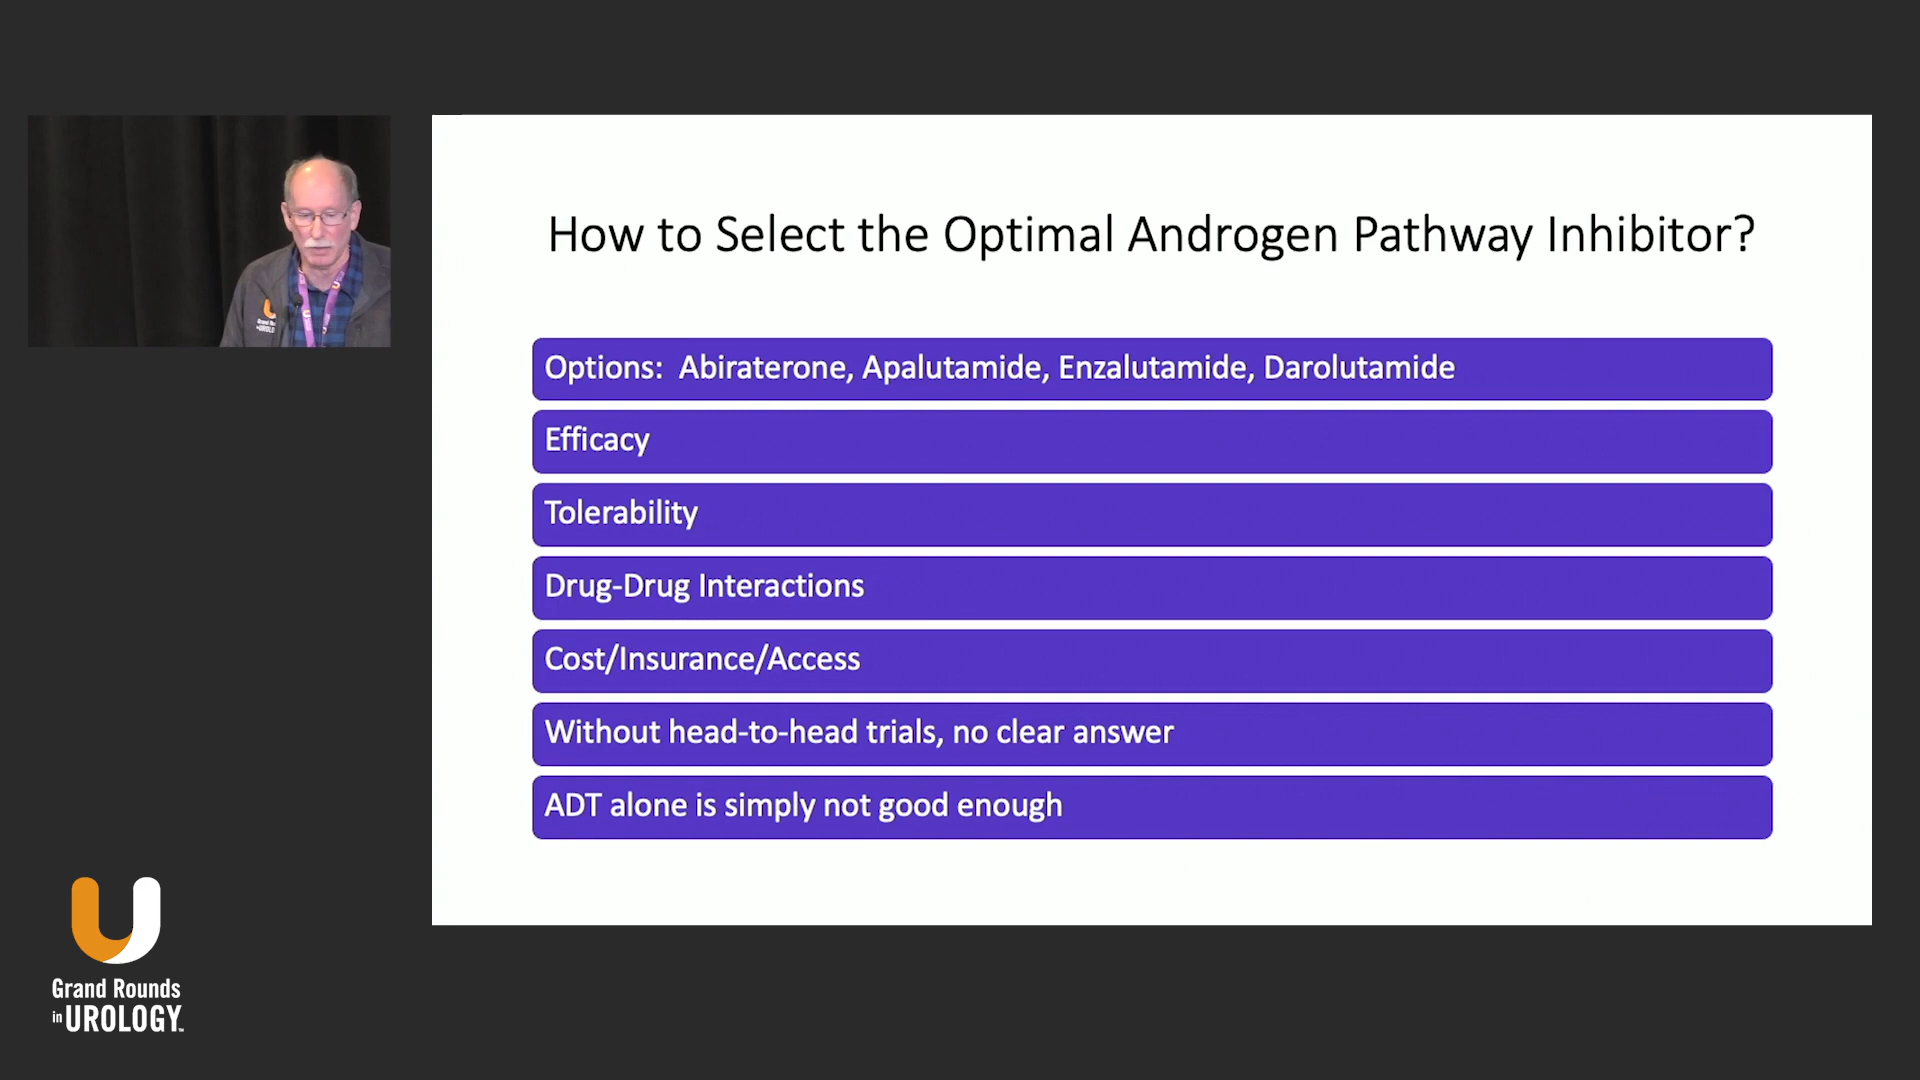 How to Select the Optimal Androgen Pathway Inhibitor?
Options: Abiraterone, Apalutamide, Enzalutamide, Darolutamide
Efficacy
Tolerability
Drug-Drug Interactions
Cost/Insurance/Access
Without head-to-head trials, no clear answer
ADT alone is simply not good enough
Grand Rounds
in UROLOGY™